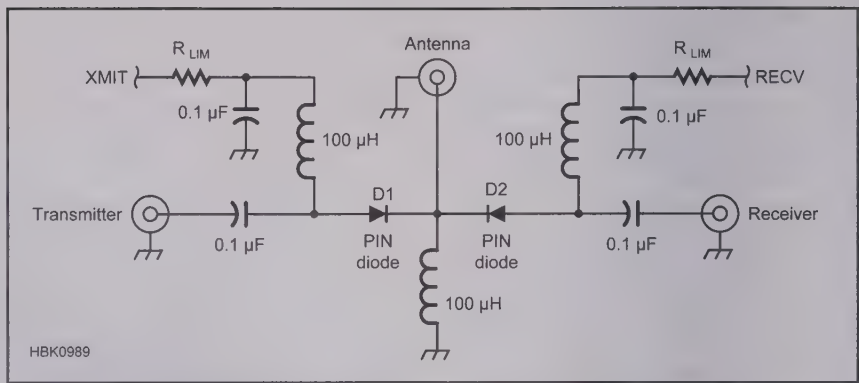 Antenna
R LIM
XMIT
0.1 µF
100 µH
R LIM
RECV
0.1 µF
100 µH
Transmitter
0.1 µF
D1
PIN
diode
D2
PIN
diode
0.1 µF
Receiver
100 µH
HBK0989